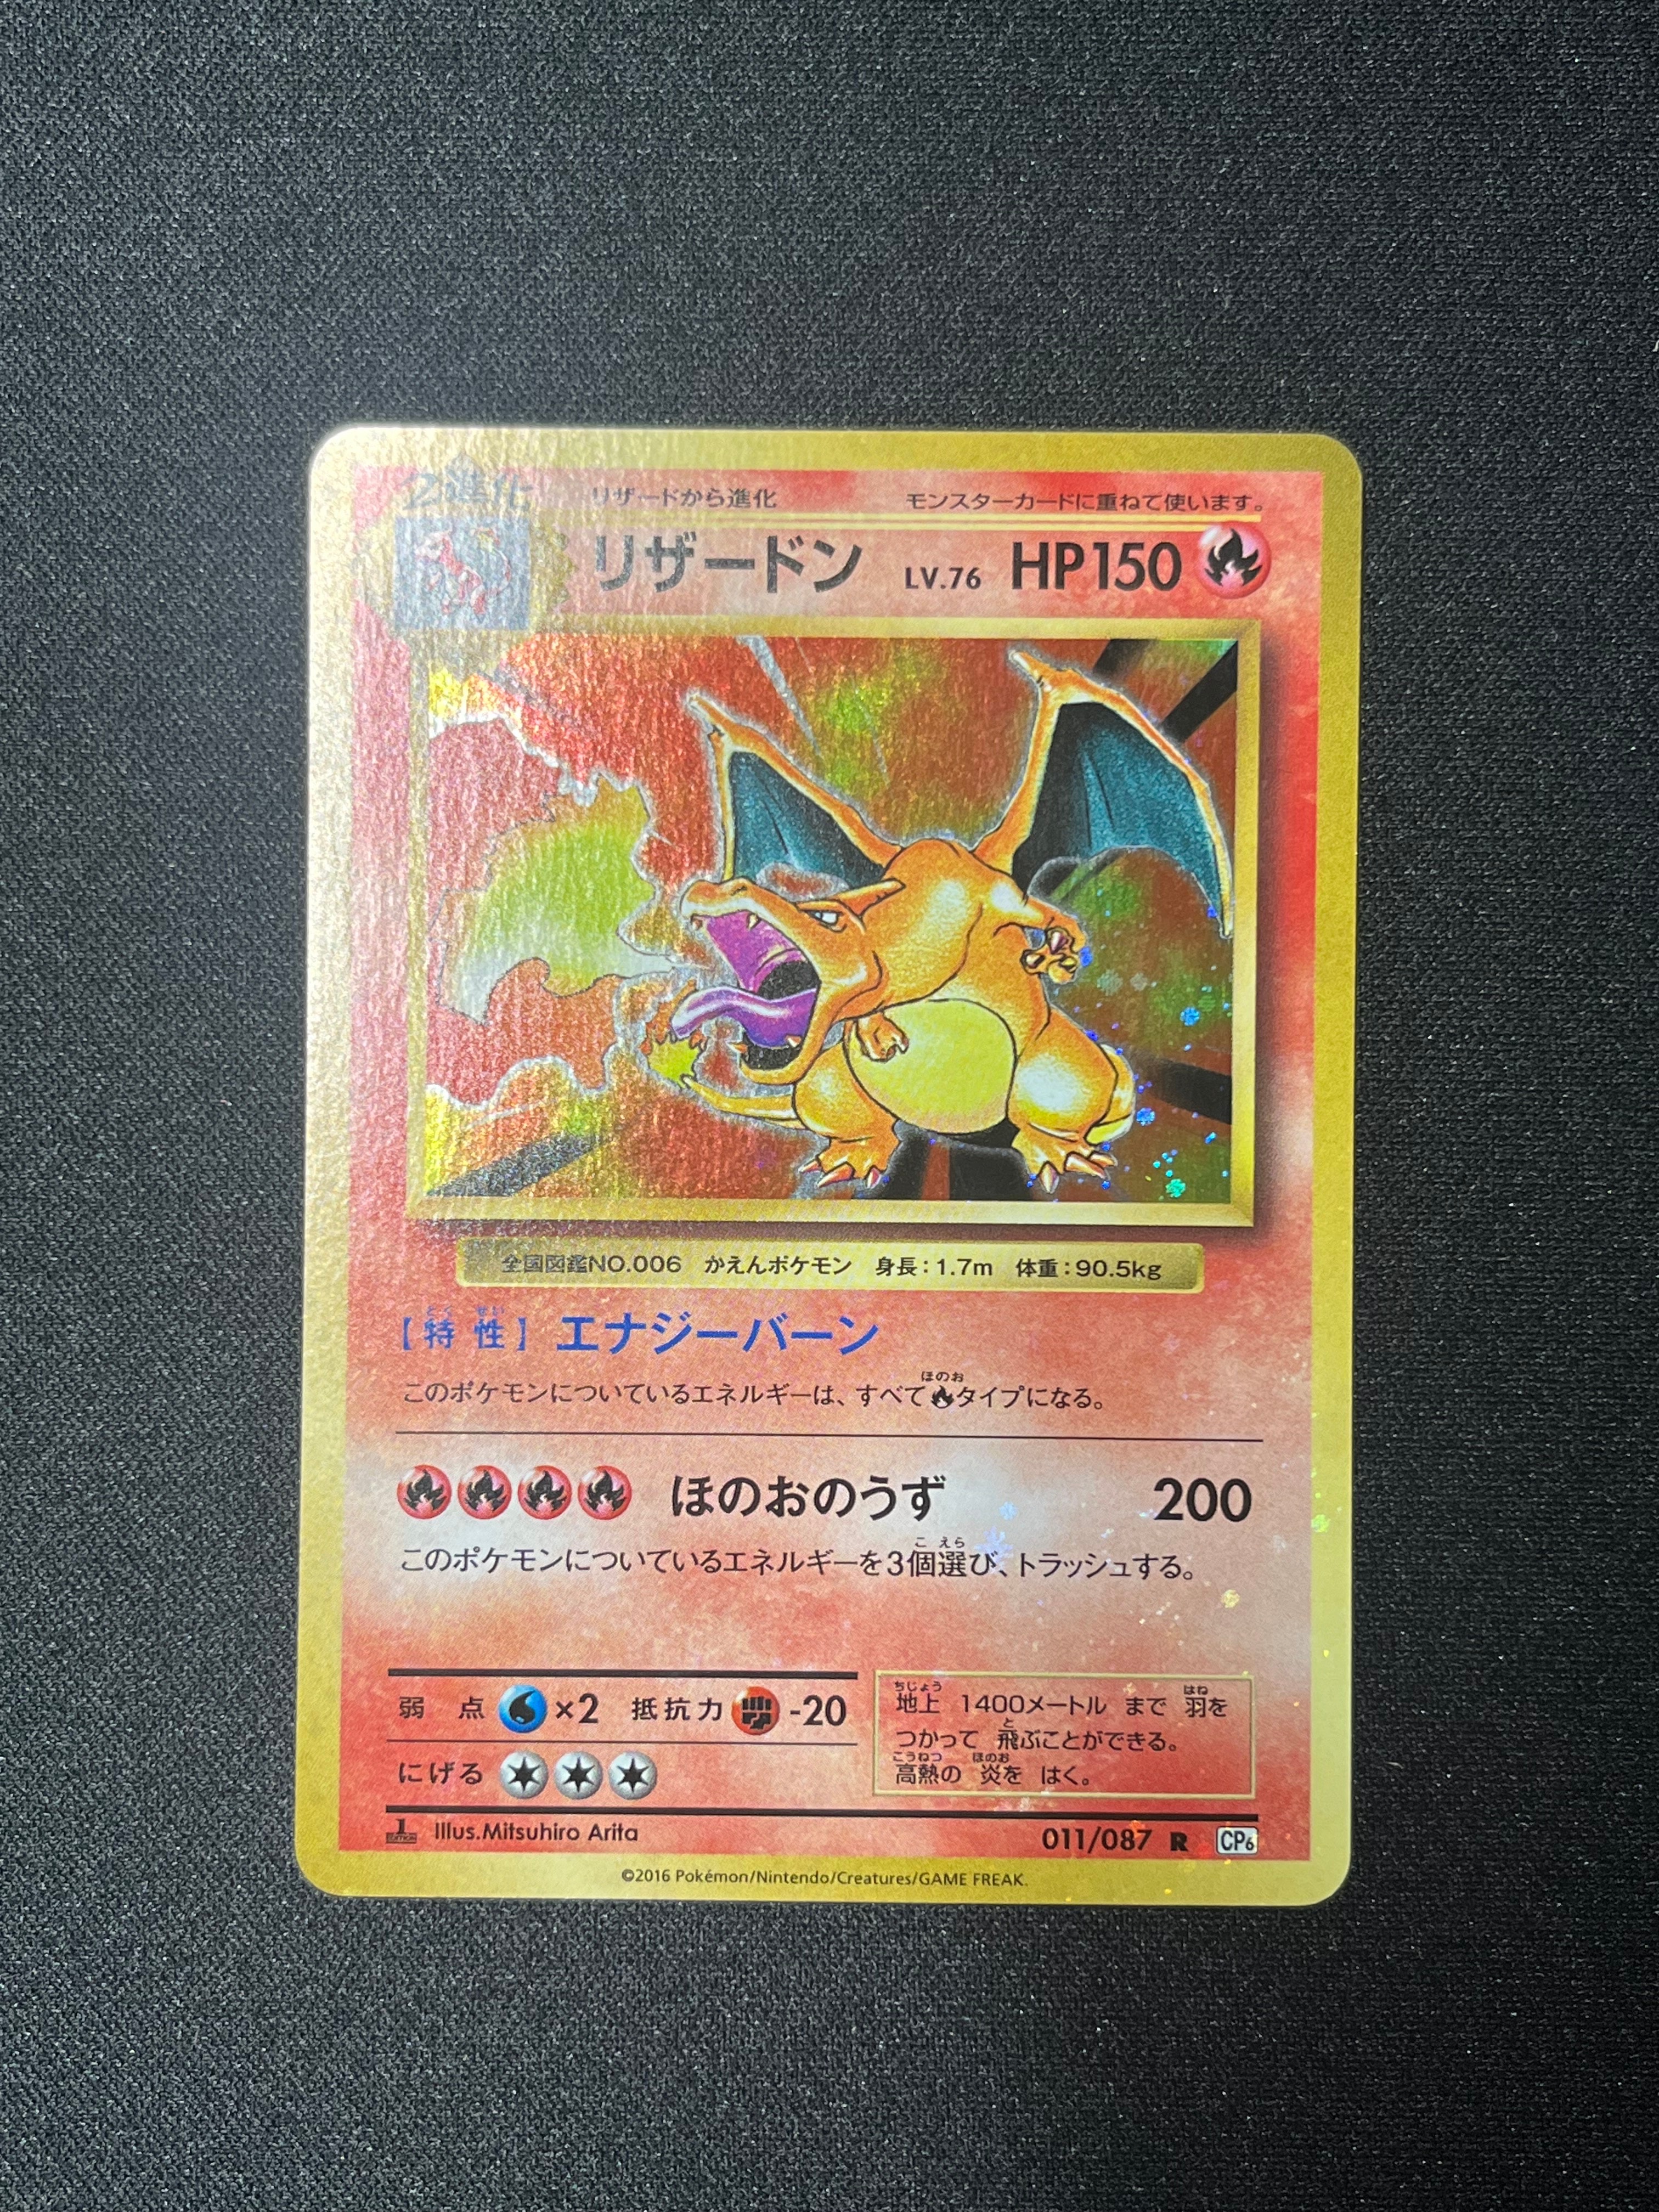 2進化 リザードから進化 モンスターカードに重ねて使います。
リザードン LV.76 HP150
全国図鑑NO.006 かえんポケモン 身長：1.7m 体重：90.5kg
とく せい
【特性】 エナジーバーン
ほのお
このポケモンについているエネルギーは、すべてタイプになる。
ほのおのうず 200
こ えら
このポケモンについているエネルギーを3個選び、トラッシュする。
弱点 ×2 抵抗力 -20
にげる
ちじょう はね
地上 1400メートル まで 羽を
と
つかって 飛ぶことができる。
こうねつ ほのお
高熱の 炎を はく。
1 EDITION Illus.Mitsuhiro Arita 011/087 R CP6
©2016 Pokémon/Nintendo/Creatures/GAME FREAK.